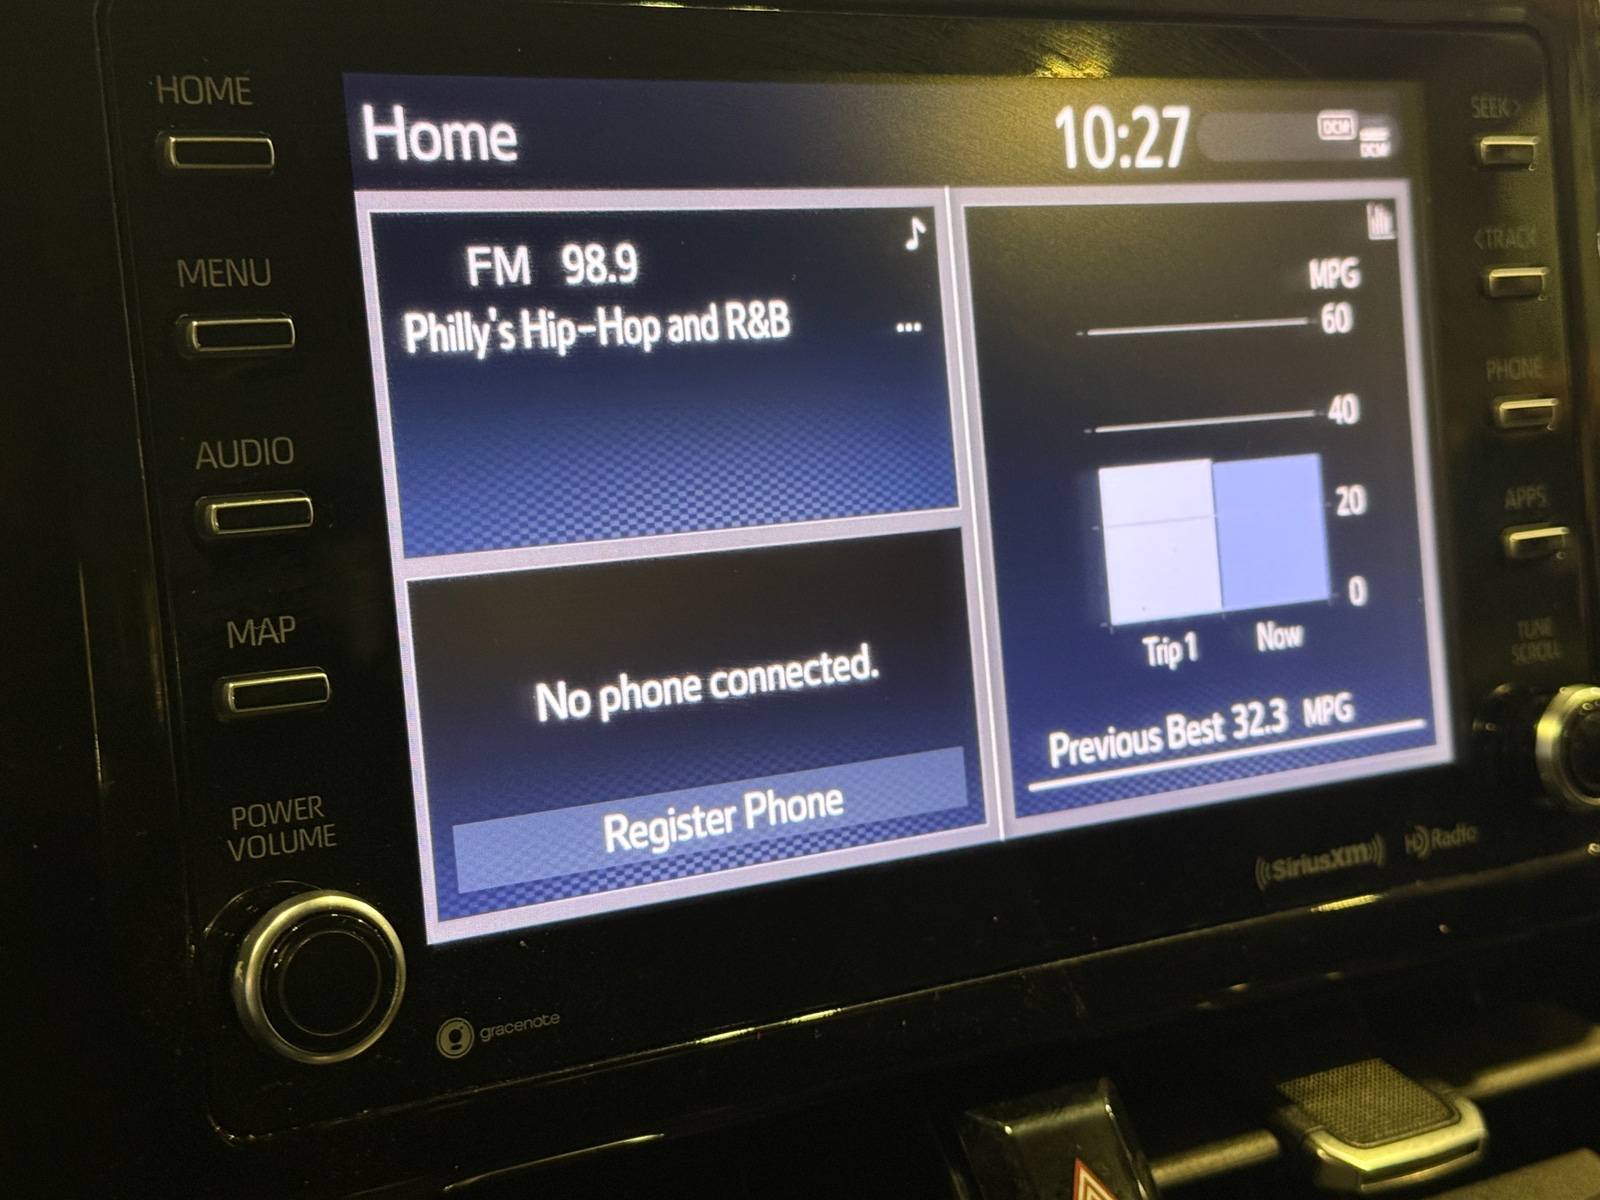 HOME
MENU
AUDIO
MAP
POWER
VOLUME
Home
10:27
DCM
DCM
FM 98.9
Philly's Hip-Hop and R&B
...
No phone connected.
Register Phone
MPG
60
40
20
0
Trip 1
Now
Previous Best 32.3 MPG
SEEK>
<TRACK
PHONE
APPS
TUNE
SCROLL
gracenote
((SiriusXM))
HD Radio